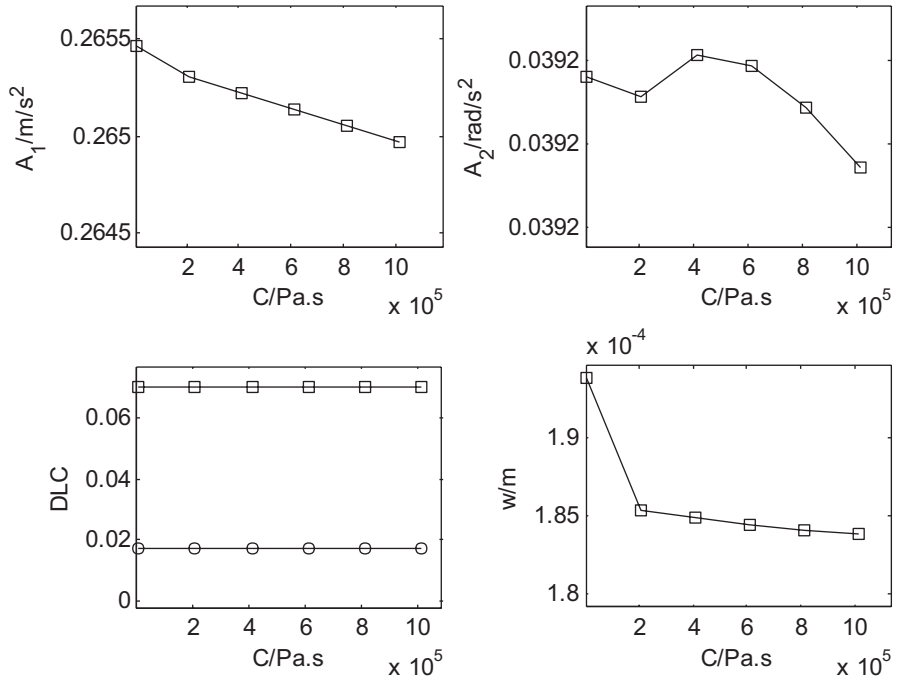 0.2655
0.265
0.2645
A1/m/s2
2 4 6 8 10
C/Pa.s
x 10^5
0.0392
0.0392
0.0392
A2/rad/s2
2 4 6 8 10
C/Pa.s
x 10^5
0.06
0.04
0.02
0
DLC
2 4 6 8 10
C/Pa.s
x 10^5
x 10^-4
1.9
1.85
1.8
w/m
2 4 6 8 10
C/Pa.s
x 10^5